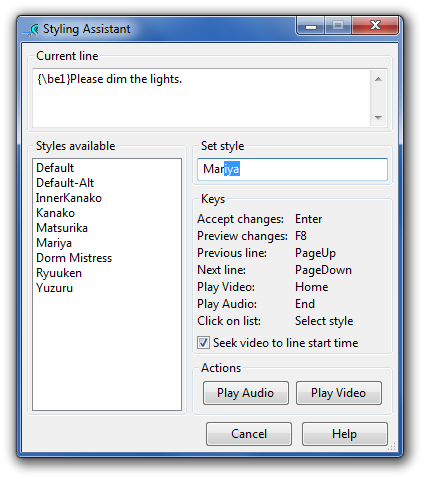 Styling Assistant
Current line
{\be1}Please dim the lights.
Styles available
Default
Default-Alt
InnerKanako
Kanako
Matsurika
Mariya
Dorm Mistress
Ryuuken
Yuzuru
Set style
Mariya
Keys
Accept changes: Enter
Preview changes: F8
Previous line: PageUp
Next line: PageDown
Play Video: Home
Play Audio: End
Click on list: Select style
Seek video to line start time
Actions
Play Audio Play Video
Cancel Help